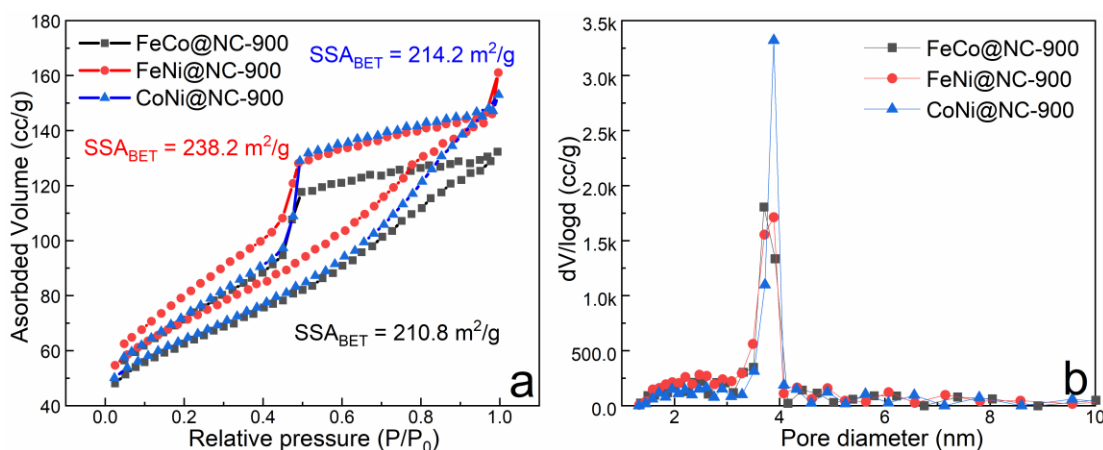 180
160
140
120
100
80
60
40
0.0
0.2
0.4
0.6
0.8
1.0
Asorbded Volume (cc/g)
Relative pressure (P/P₀)
FeCo@NC-900
FeNi@NC-900
CoNi@NC-900
SSA_BET = 214.2 m²/g
SSA_BET = 238.2 m²/g
SSA_BET = 210.8 m²/g
a
3.5k
3.0k
2.5k
2.0k
1.5k
1.0k
500.0
0.0
2
4
6
8
10
dV/logd (cc/g)
Pore diameter (nm)
FeCo@NC-900
FeNi@NC-900
CoNi@NC-900
b